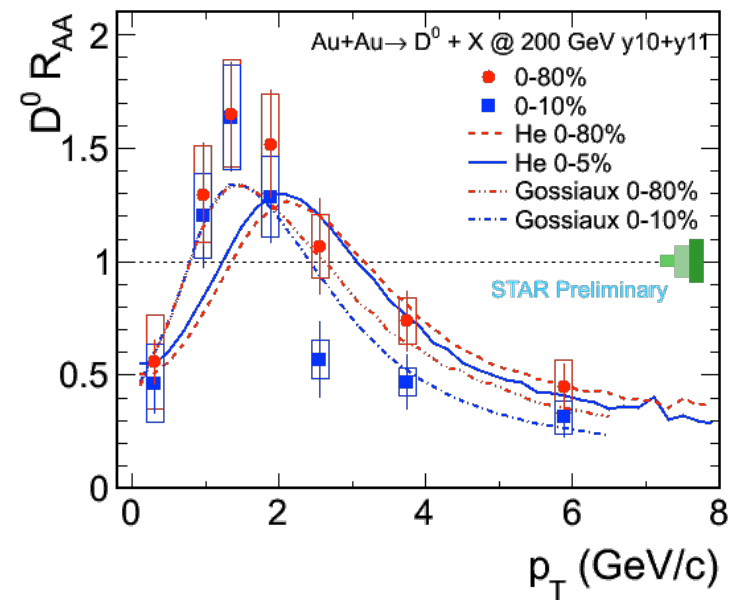 Au+Au→ D⁰ + X @ 200 GeV y10+y11
0-80%
0-10%
He 0-80%
He 0-5%
Gossiaux 0-80%
Gossiaux 0-10%
STAR Preliminary
D⁰ R_AA
2
1.5
1
0.5
0
0 2 4 6 8
p_T (GeV/c)